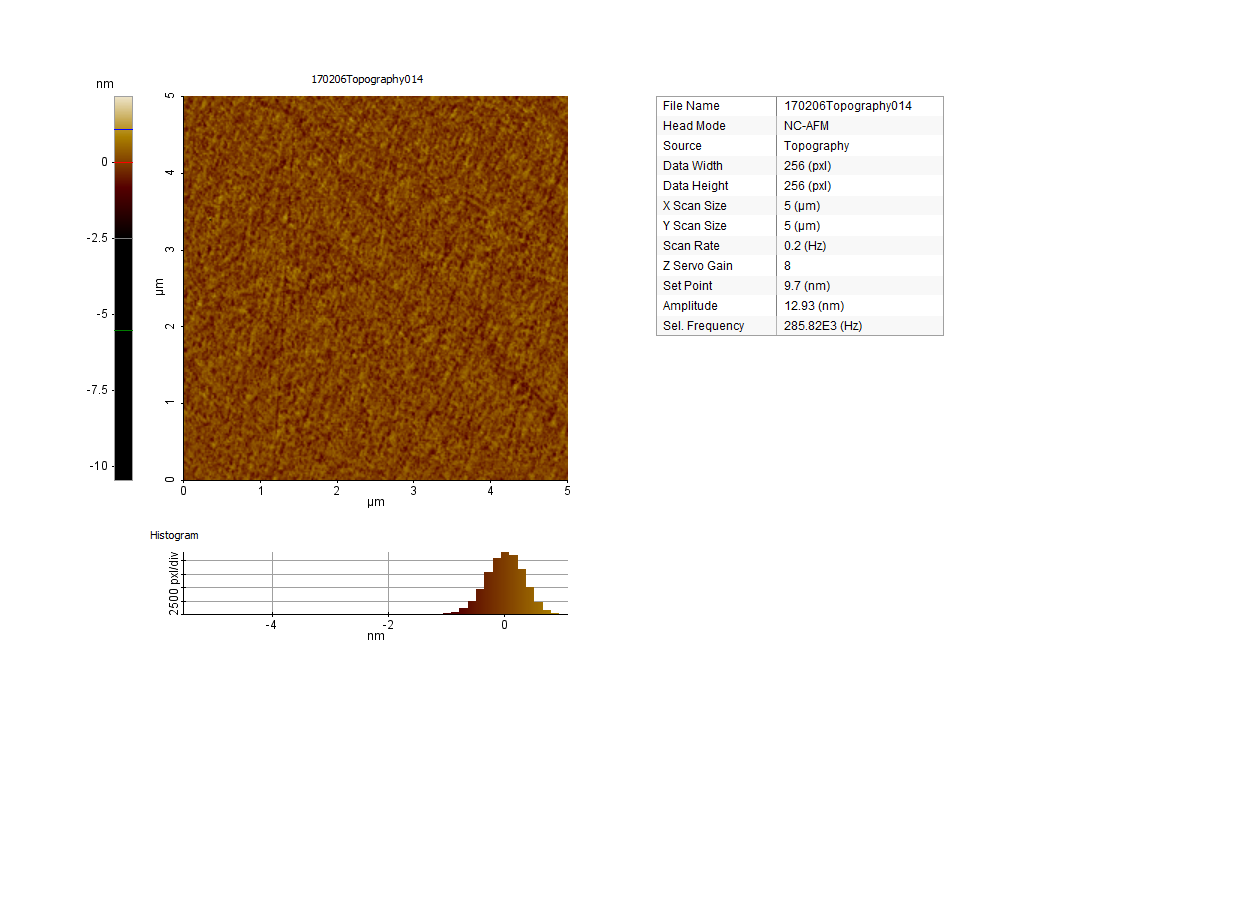 170206Topography014
nm
0
-2.5
-5
-7.5
-10
5
4
3
2
1
0
µm
0 1 2 3 4 5
µm
File Name 170206Topography014
Head Mode NC-AFM
Source Topography
Data Width 256 (pxl)
Data Height 256 (pxl)
X Scan Size 5 (µm)
Y Scan Size 5 (µm)
Scan Rate 0.2 (Hz)
Z Servo Gain 8
Set Point 9.7 (nm)
Amplitude 12.93 (nm)
Sel. Frequency 285.82E3 (Hz)
Histogram
2500 pxl/div
-4 -2 0
nm